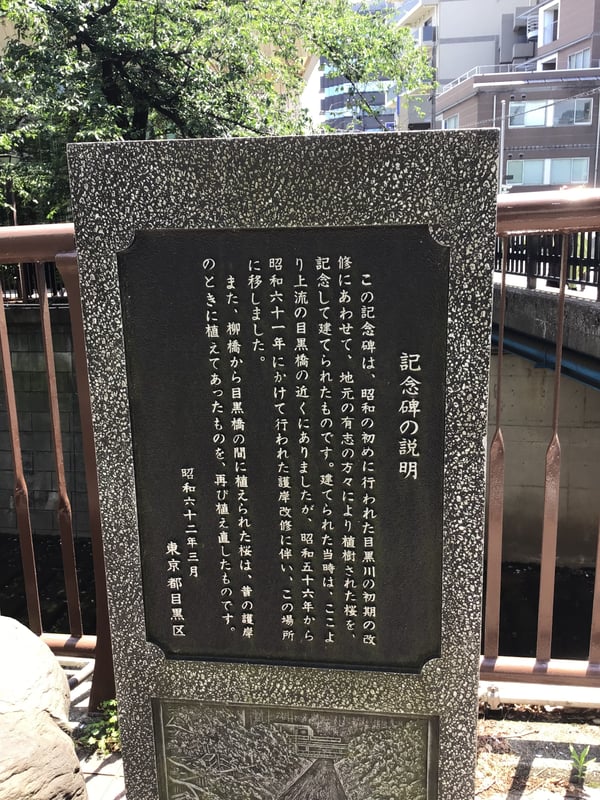 記念碑の説明
この記念碑は、昭和の初めに行われた目黒川の初期の改
修にあわせて、地元の有志の方々により植樹された桜を、
記念して建てられたものです。建てられた当時は、ここよ
り上流の目黒橋の近くにありましたが、昭和五十六年から
昭和六十一年にかけて行われた護岸改修に伴い、この場所
に移しました。
また、柳橋から目黒橋の間に植えられた桜は、昔の護岸
のときに植えてあったものを、再び植え直したものです。
昭和六十二年三月
東京都目黒区